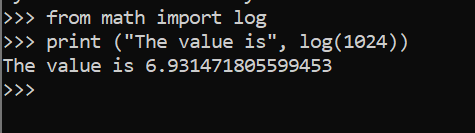 >>> from math import log
>>> print ("The value is", log(1024))
The value is 6.931471805599453
>>>